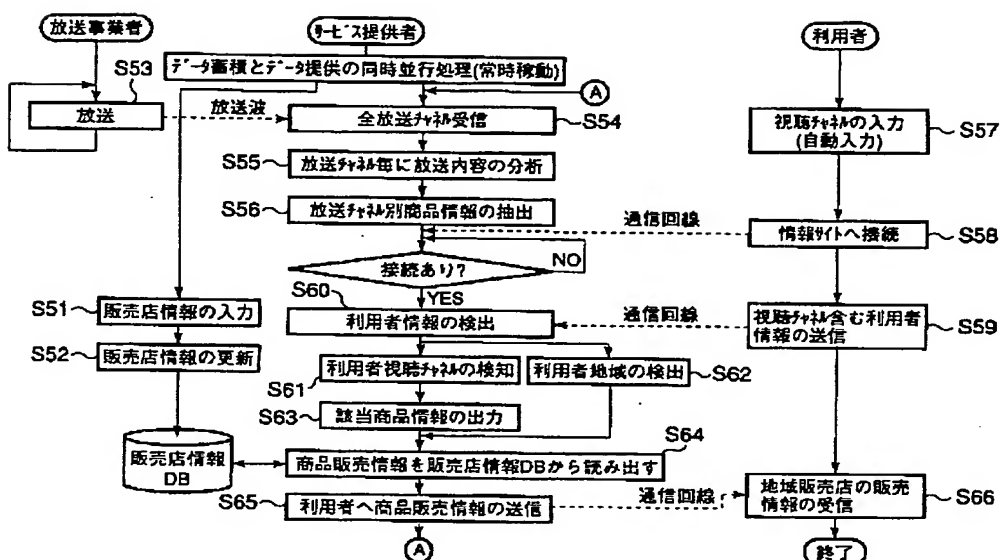 放送事業者
サービス提供者
利用者
S53
データ蓄積とデータ提供の同時並行処理(常時稼動)
A
放送
放送波
全放送チャネル受信
S54
視聴チャネルの入力
(自動入力)
S57
S55
放送チャネル毎に放送内容の分析
S56
放送チャネル別商品情報の抽出
通信回線
情報サイトへ接続
S58
接続あり?
NO
S60
YES
S51
販売店情報の入力
利用者情報の検出
通信回線
視聴チャネル含む利用者
情報の送信
S59
S52
販売店情報の更新
利用者視聴チャネルの検知
S61
利用者地域の検出
S62
S63
該当商品情報の出力
S64
販売店情報
DB
商品販売情報を販売店情報DBから読み出す
S65
利用者へ商品販売情報の送信
通信回線
地域販売店の販売
情報の受信
S66
A
終了